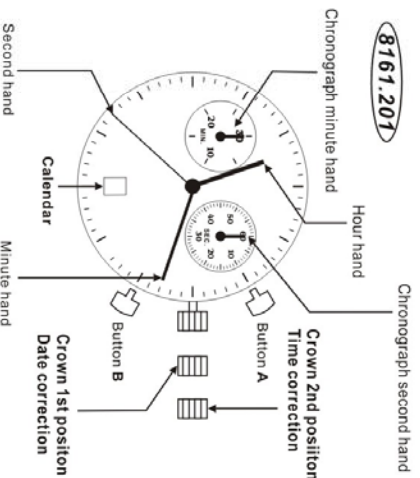 8161.201
Chronograph second hand
Hour hand
Chronograph minute hand
Crown 2nd posiiton
Time correction
Button A
30
20 10
MIN.
60
50 10
40 20
SEC.
30
Button B
Crown 1st positon
Date correction
Calendar
Second hand
Minute hand